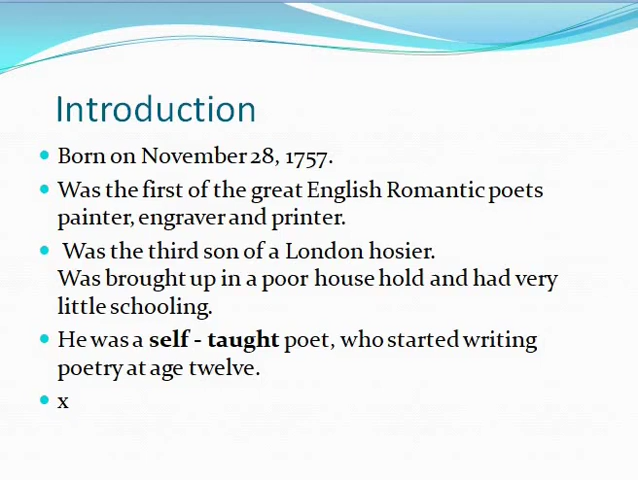 Introduction
• Born on November 28, 1757.
• Was the first of the great English Romantic poets
painter, engraver and printer.
• Was the third son of a London hosier.
Was brought up in a poor house hold and had very
little schooling.
• He was a self - taught poet, who started writing
poetry at age twelve.
• x